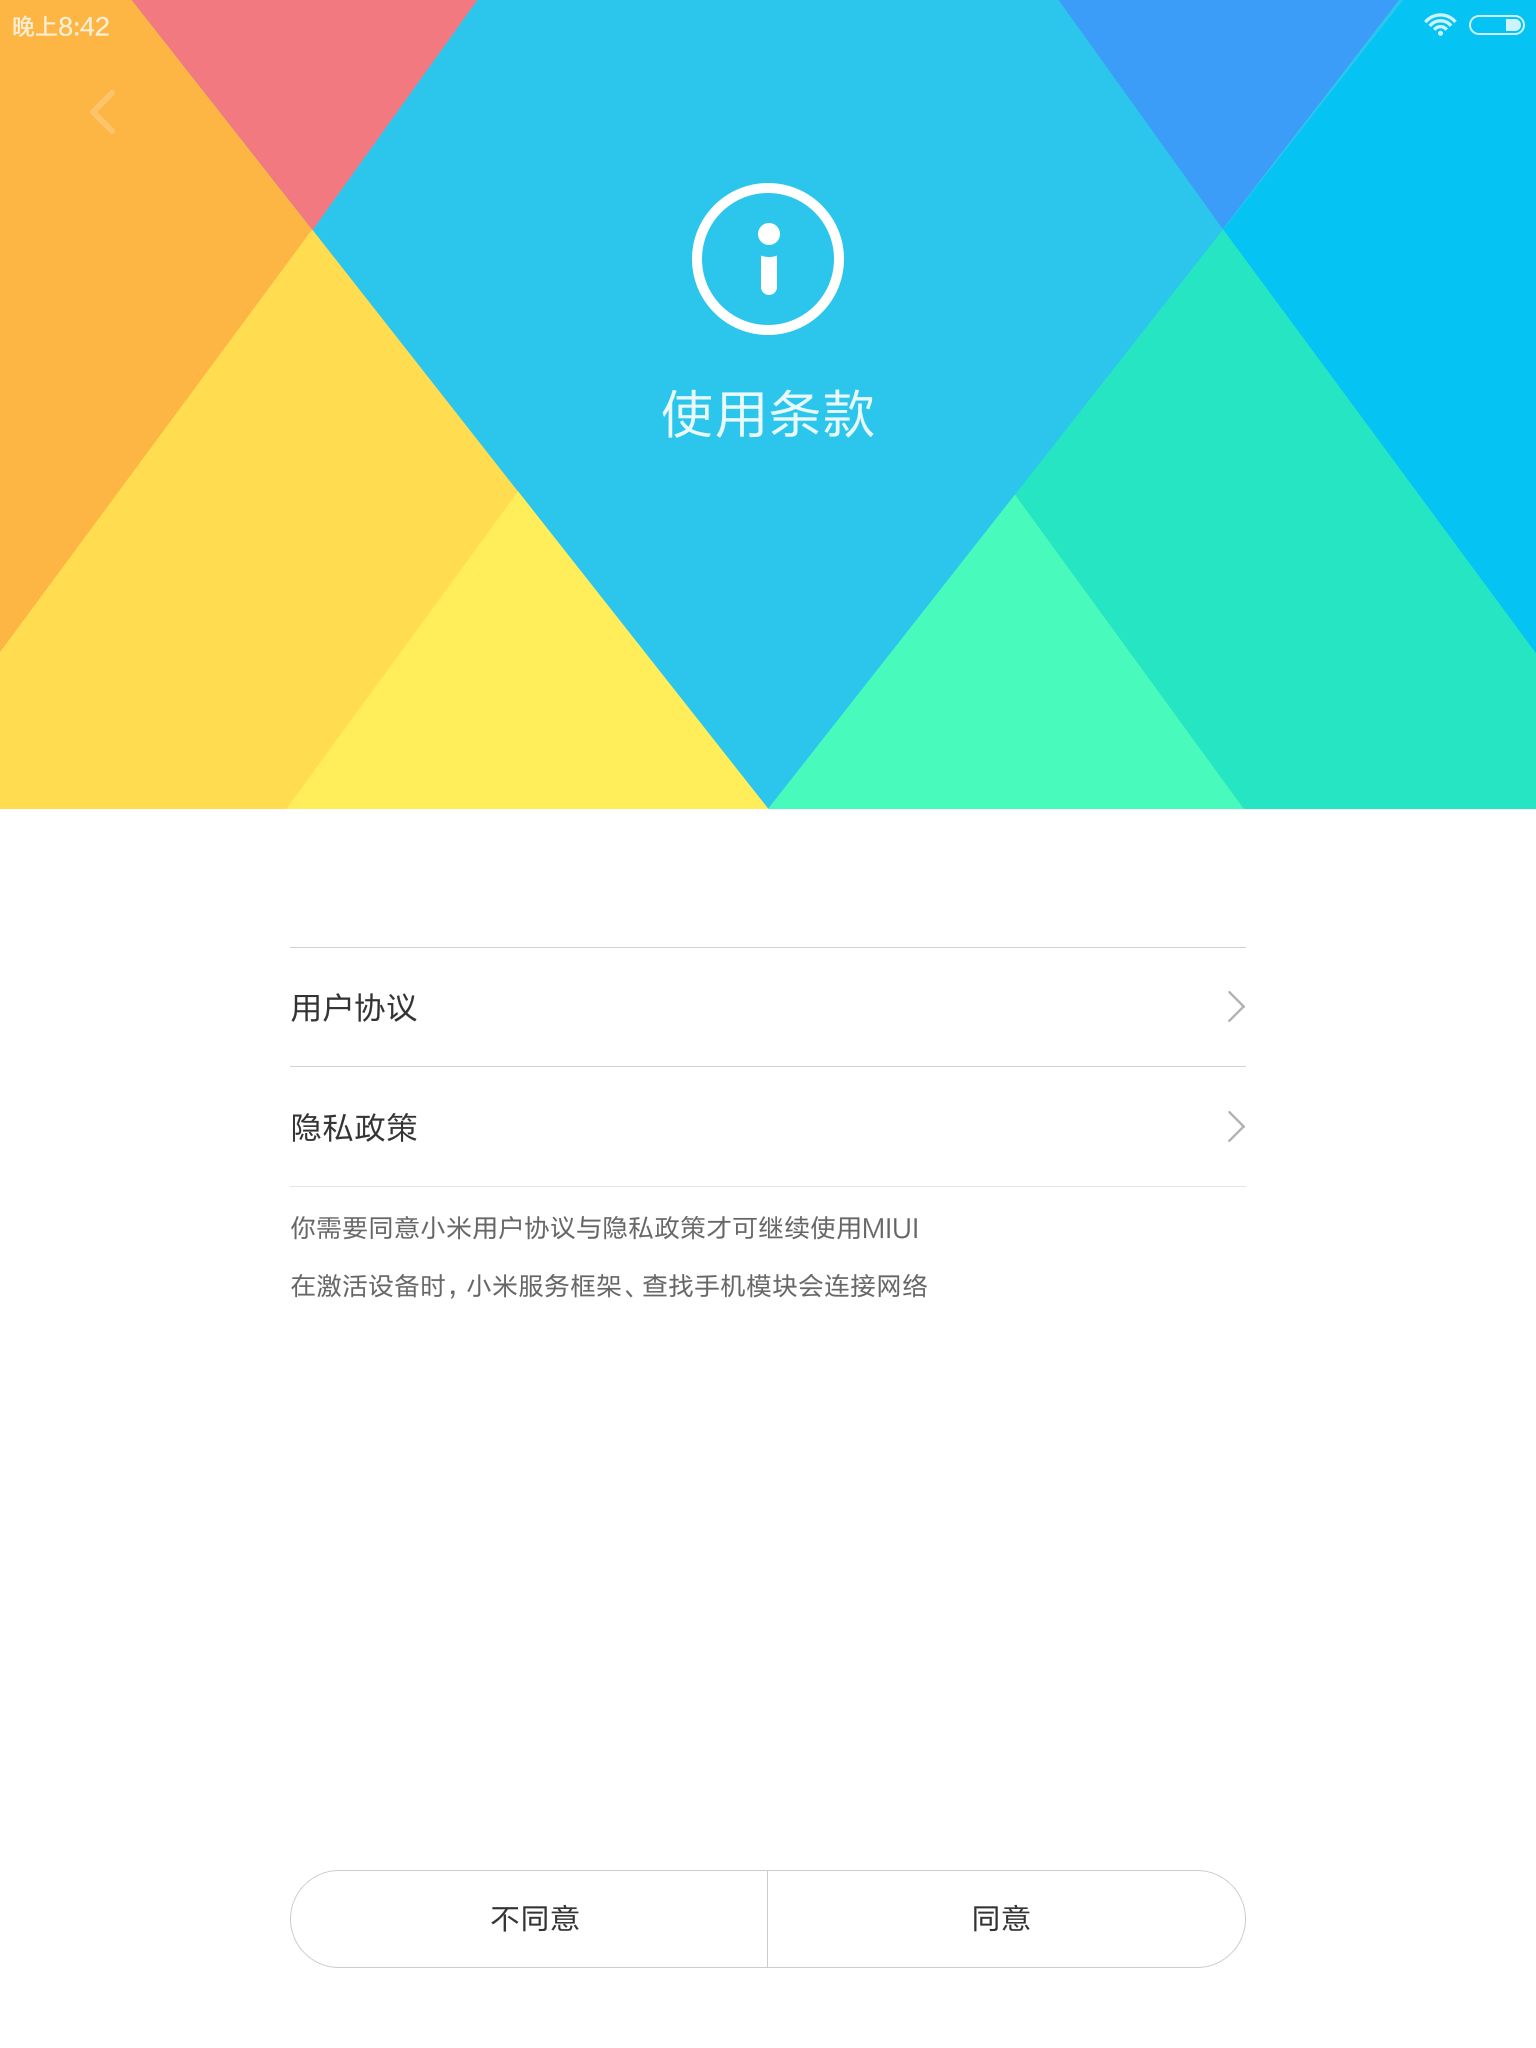 晚上8:42
使用条款
用户协议
隐私政策
你需要同意小米用户协议与隐私政策才可继续使用MIUI
在激活设备时，小米服务框架、查找手机模块会连接网络
不同意
同意